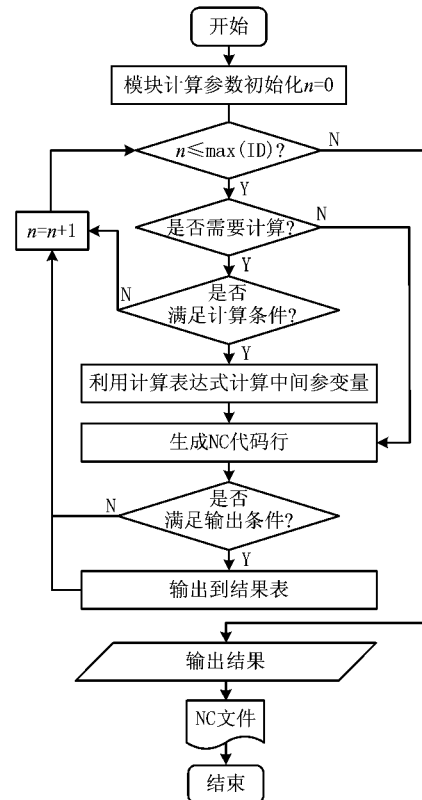 开始
模块计算参数初始化n=0
n≤max(ID)?
N
Y
是否需要计算?
N
n=n+1
Y
N
是否
满足计算条件?
Y
利用计算表达式计算中间参变量
生成NC代码行
N
是否
满足输出条件?
Y
输出到结果表
输出结果
NC文件
结束